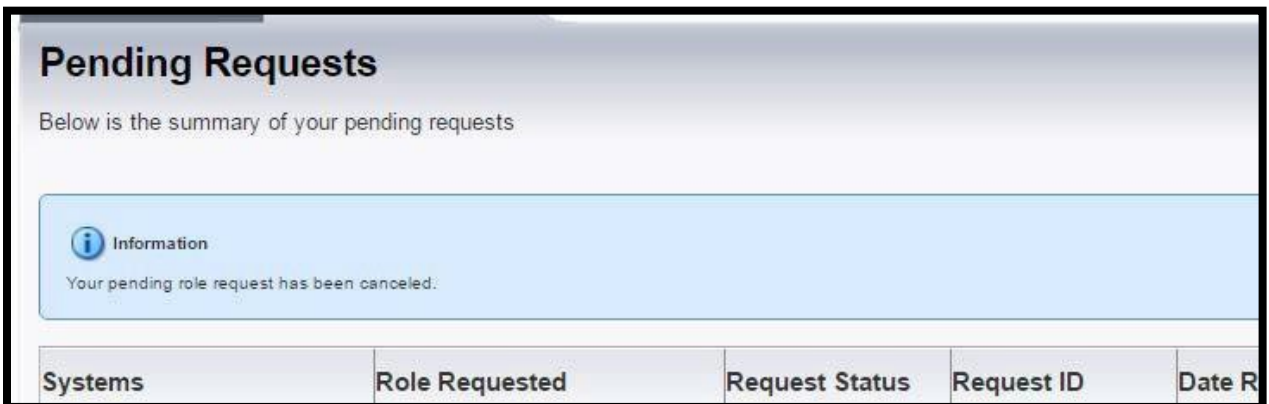 Pending Requests
Below is the summary of your pending requests
Information
Your pending role request has been canceled.
Systems Role Requested Request Status Request ID Date R